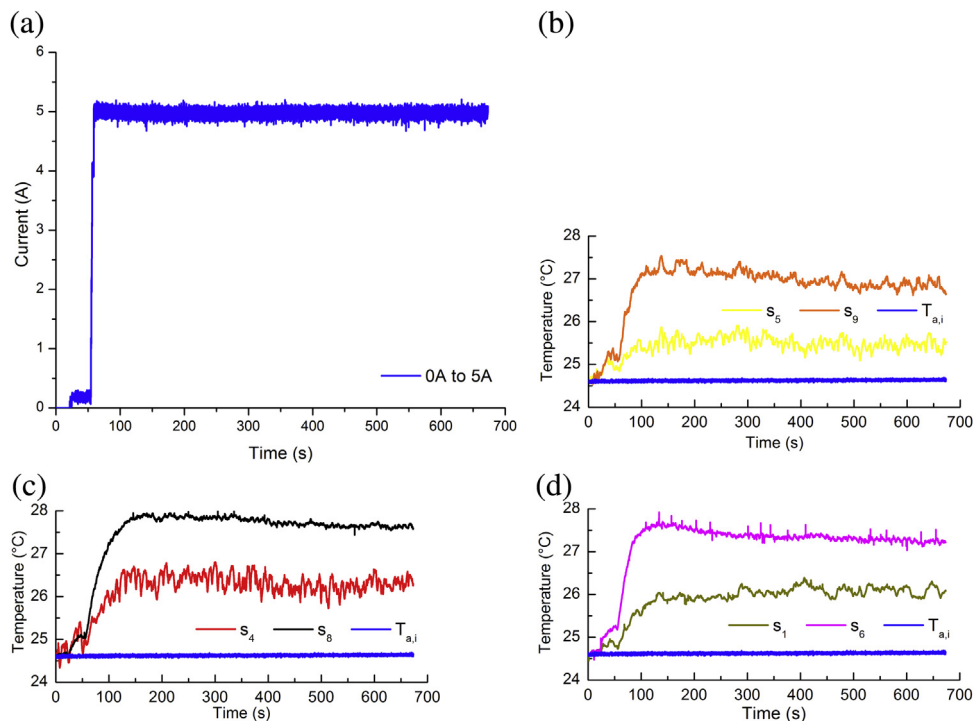 (a)
6
5
4
3
2
1
0
Current (A)
0A to 5A
0 100 200 300 400 500 600 700
Time (s)
(b)
28
27
26
25
24
Temperature (°C)
s5 s9 Ta,i
0 100 200 300 400 500 600 700
Time (s)
(c)
28
27
26
25
24
Temperature (°C)
s4 s8 Ta,i
0 100 200 300 400 500 600 700
Time (s)
(d)
28
27
26
25
24
Temperature (°C)
s1 s6 Ta,i
0 100 200 300 400 500 600 700
Time (s)